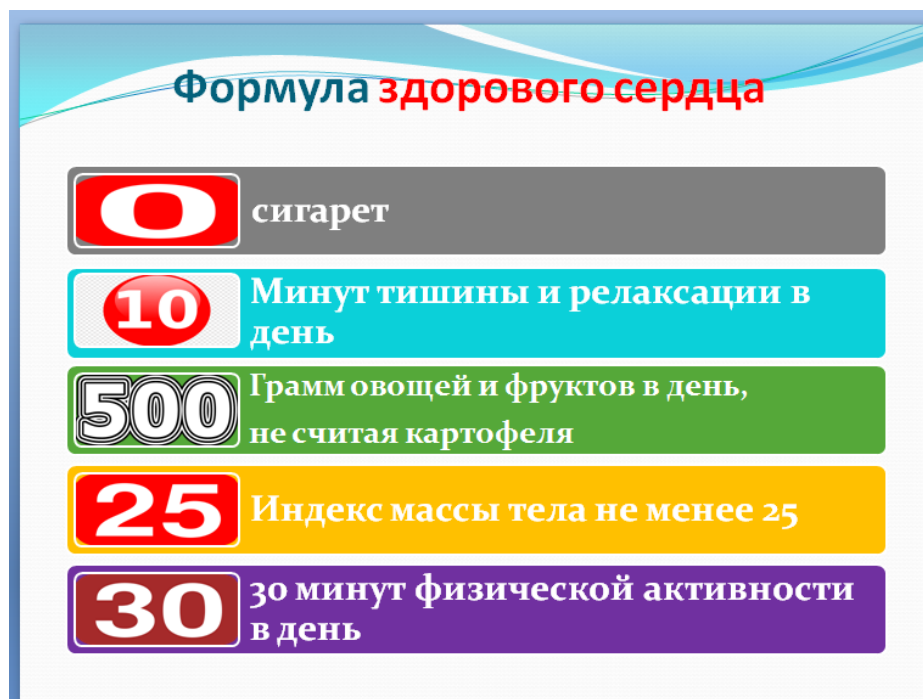 Формула здорового сердца
0 сигарет
10 Минут тишины и релаксации в
день
500 Грамм овощей и фруктов в день,
не считая картофеля
25 Индекс массы тела не менее 25
30 30 минут физической активности
в день